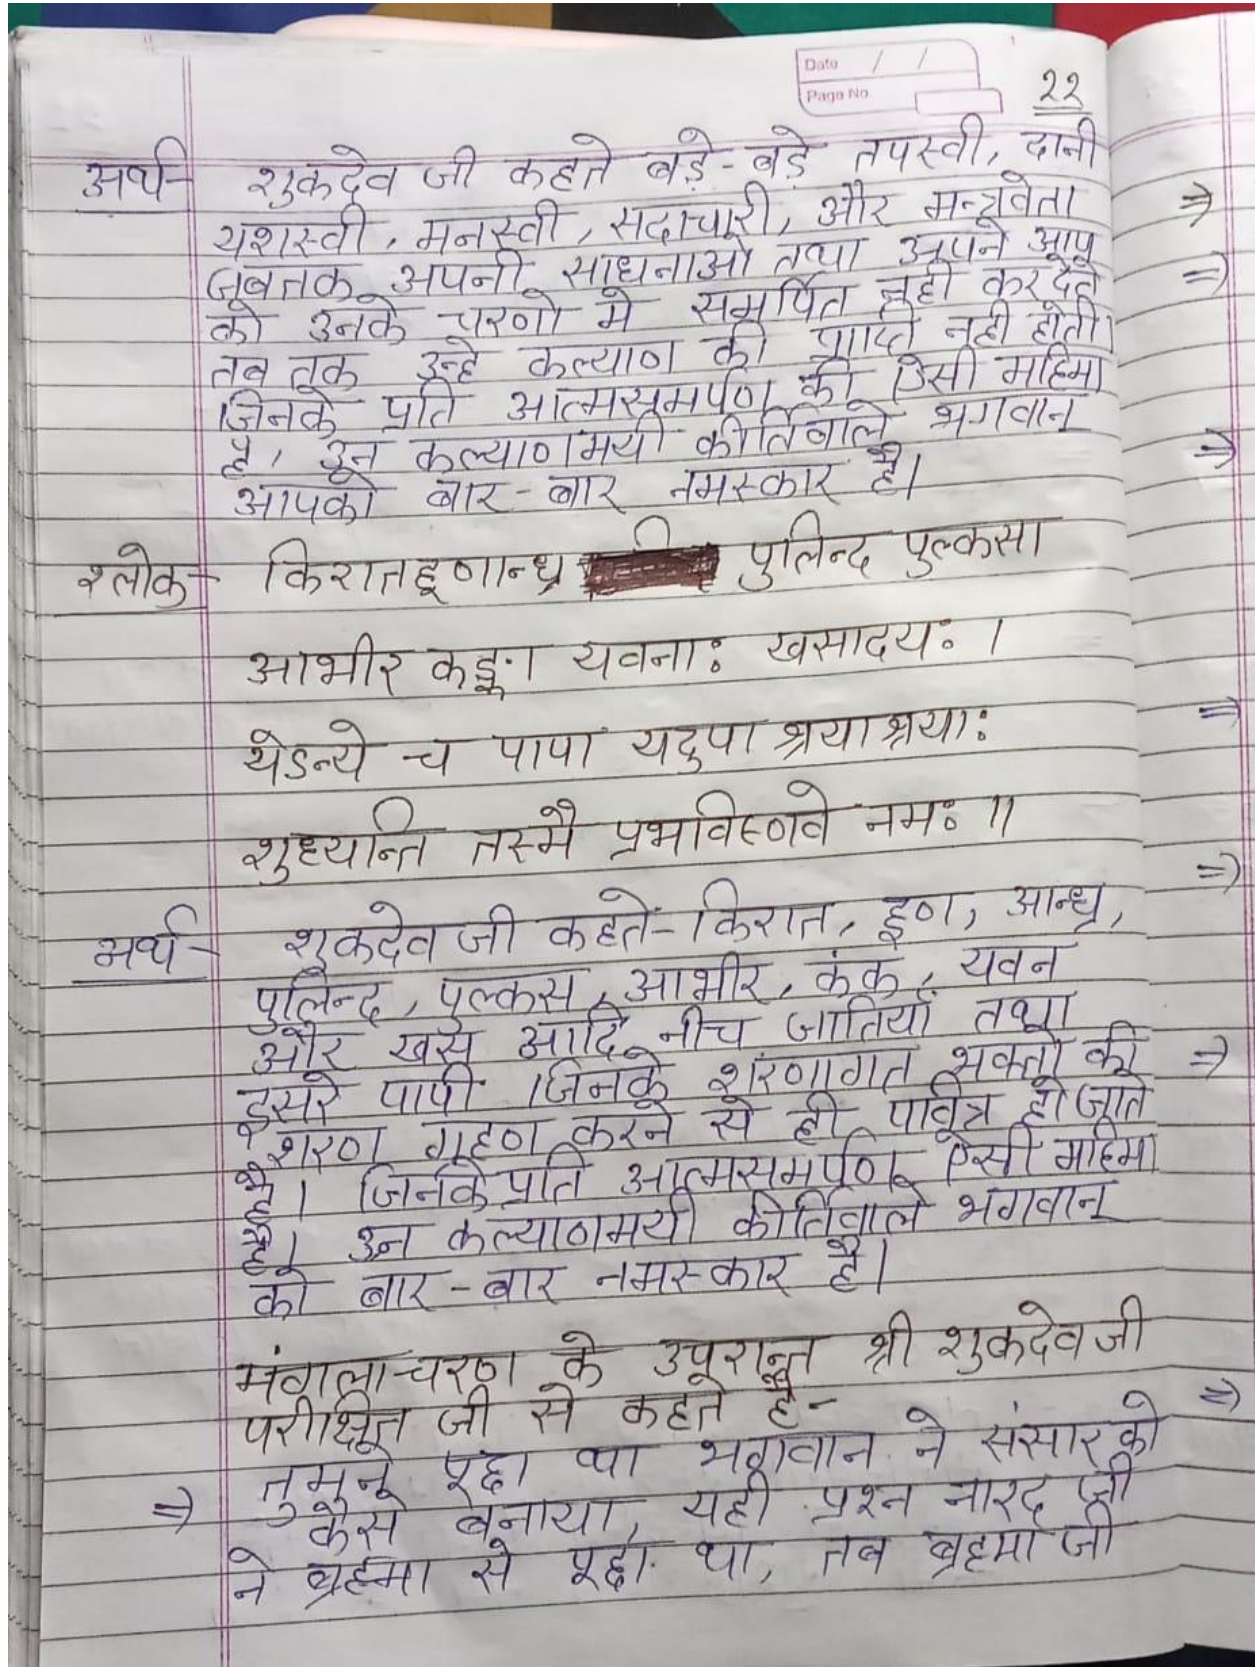 Date / /
Page No.
२२
अर्थ- शुकदेव जी कहते बड़े-बड़े तपस्वी, दानी
यशस्वी, मनस्वी, सदाचारी, और मन्त्रवेता
जबतक अपनी साधनाओ तथा अपने आप
को उनके चरणो मे समर्पित नही कर देते
तब तक उन्हे कल्याण की प्राप्ति नही होती।
जिनके प्रति आत्मसमर्पण की ऐसी महिमा
है, उन कल्याणमयी कीर्तिवाले भगवान्
आपको बार-बार नमस्कार है।
श्लोक- किरातहूणान्ध्र पुलिन्द पुल्कसा
आभीर कङ्का यवनाः खसादयः ।
येऽन्ये च पापा यदुपा श्रयाश्रयाः
शुध्यन्ति तस्मै प्रभविष्णवे नमः ॥
अर्थ- शुकदेव जी कहते- किरात, हूण, आन्ध्र,
पुलिन्द, पुल्कस, आभीर, कंक, यवन
और खस आदि नीच जातियाँ तथा
दूसरे पापी जिनके शरणागत भक्तो की
शरण ग्रहण करने से ही पवित्र हो जाते
है। जिनके प्रति आत्मसमर्पण ऐसी महिमा
है। उन कल्याणमयी कीर्तिवाले भगवान्
को बार-बार नमस्कार है।
मंगलाचरण के उपरान्त श्री शुकदेव जी
परीक्षित जी से कहते है-
तुमने पूछा था भगवान ने संसार को
⇒ कैसे बनाया, यही प्रश्न नारद जी
ने ब्रह्मा से पूछा था, तब ब्रह्मा जी